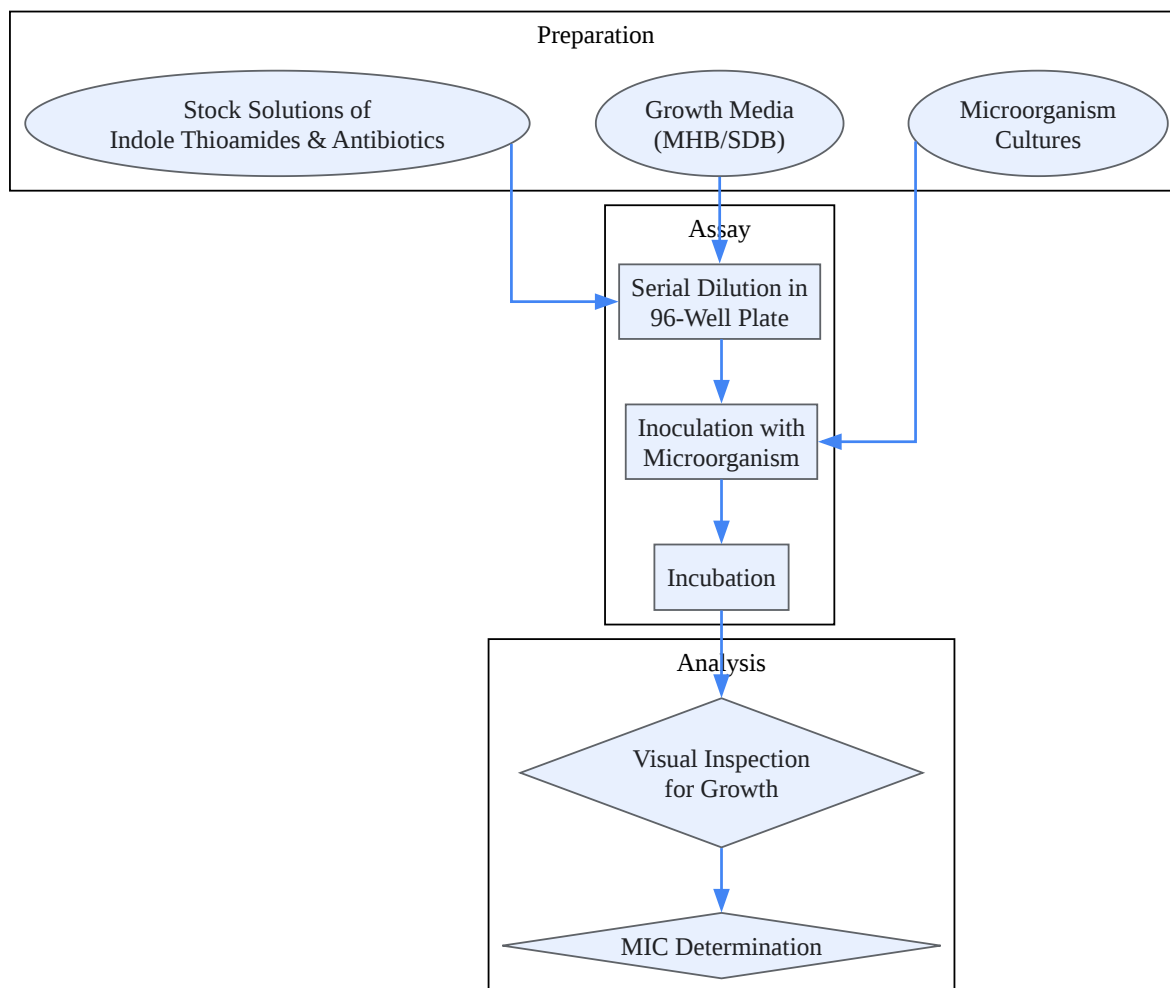 Preparation
Stock Solutions of
Indole Thioamides & Antibiotics
Growth Media
(MHB/SDB)
Microorganism
Cultures
Assay
Serial Dilution in
96-Well Plate
Inoculation with
Microorganism
Incubation
Analysis
Visual Inspection
for Growth
MIC Determination